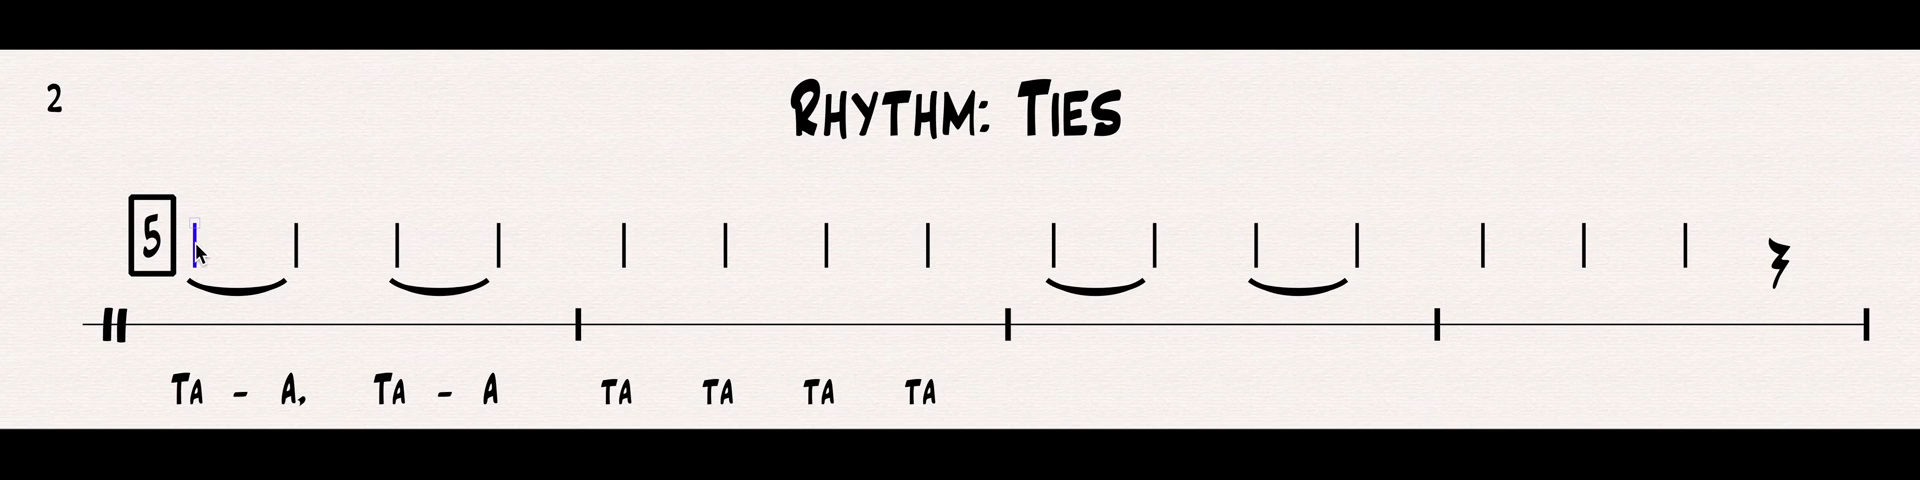 2
RHYTHM: TIES
5
TA - A, TA - A TA TA TA TA